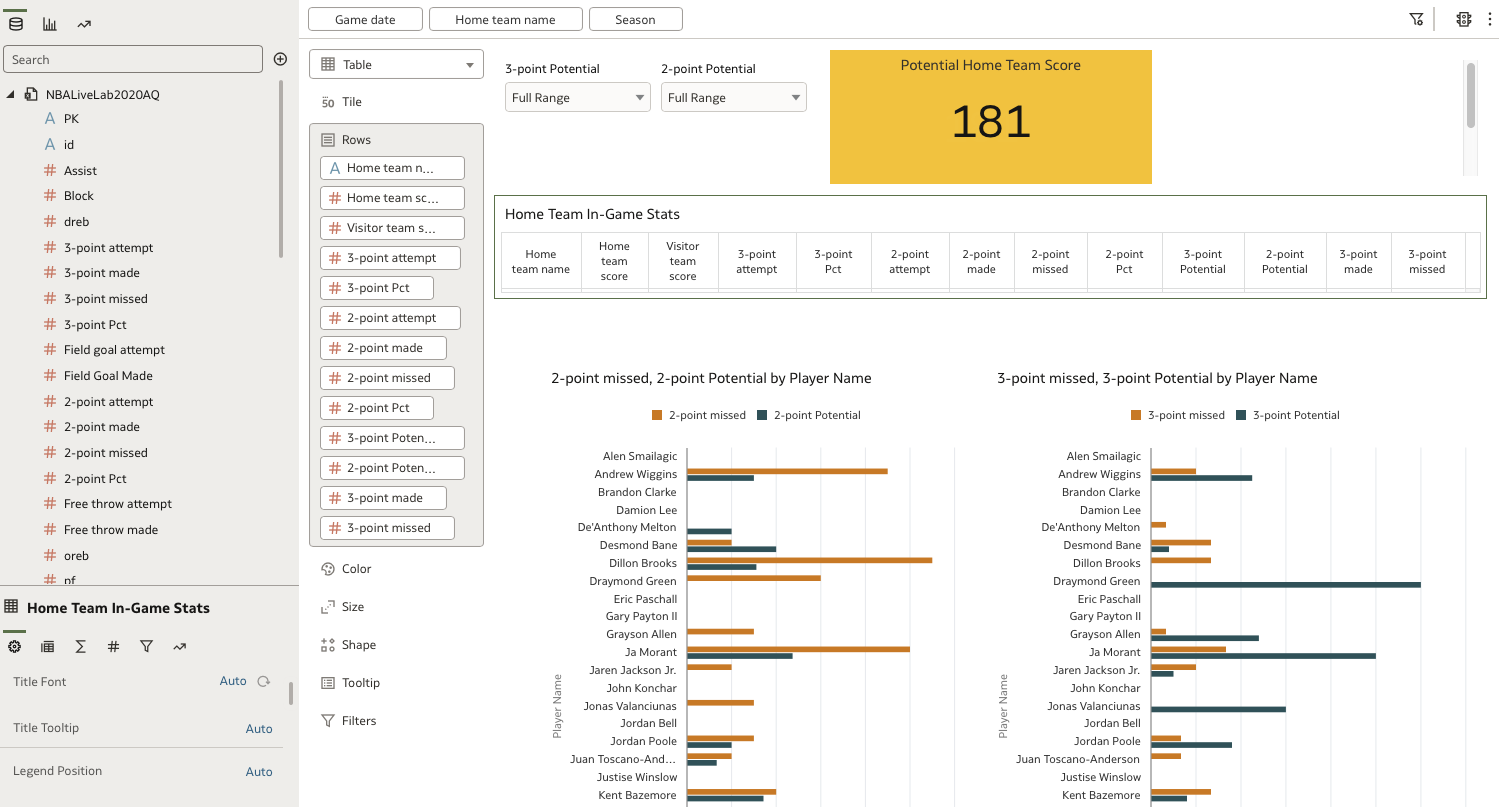 Game date
Home team name
Season
Search
NBALiveLab2020AQ
A PK
A id
# Assist
# Block
# dreb
# 3-point attempt
# 3-point made
# 3-point missed
# 3-point Pct
# Field goal attempt
# Field Goal Made
# 2-point attempt
# 2-point made
# 2-point missed
# 2-point Pct
# Free throw attempt
# Free throw made
# oreb
# pf
Home Team In-Game Stats
#
Title Font Auto
Title Tooltip Auto
Legend Position Auto
Table
50 Tile
Rows
A Home team n...
# Home team sc...
# Visitor team s...
# 3-point attempt
# 3-point Pct
# 2-point attempt
# 2-point made
# 2-point missed
# 2-point Pct
# 3-point Poten...
# 2-point Poten...
# 3-point made
# 3-point missed
Color
Size
Shape
Tooltip
Filters
3-point Potential
Full Range
2-point Potential
Full Range
Potential Home Team Score
181
Home Team In-Game Stats
Home
team name
Home
team
score
Visitor
team
score
3-point
attempt
3-point
Pct
2-point
attempt
2-point
made
2-point
missed
2-point
Pct
3-point
Potential
2-point
Potential
3-point
made
3-point
missed
2-point missed, 2-point Potential by Player Name
2-point missed 2-point Potential
Player Name
Alen Smailagic
Andrew Wiggins
Brandon Clarke
Damion Lee
De'Anthony Melton
Desmond Bane
Dillon Brooks
Draymond Green
Eric Paschall
Gary Payton II
Grayson Allen
Ja Morant
Jaren Jackson Jr.
John Konchar
Jonas Valanciunas
Jordan Bell
Jordan Poole
Juan Toscano-And...
Justise Winslow
Kent Bazemore
3-point missed, 3-point Potential by Player Name
3-point missed 3-point Potential
Player Name
Alen Smailagic
Andrew Wiggins
Brandon Clarke
Damion Lee
De'Anthony Melton
Desmond Bane
Dillon Brooks
Draymond Green
Eric Paschall
Gary Payton II
Grayson Allen
Ja Morant
Jaren Jackson Jr.
John Konchar
Jonas Valanciunas
Jordan Bell
Jordan Poole
Juan Toscano-Anderson
Justise Winslow
Kent Bazemore